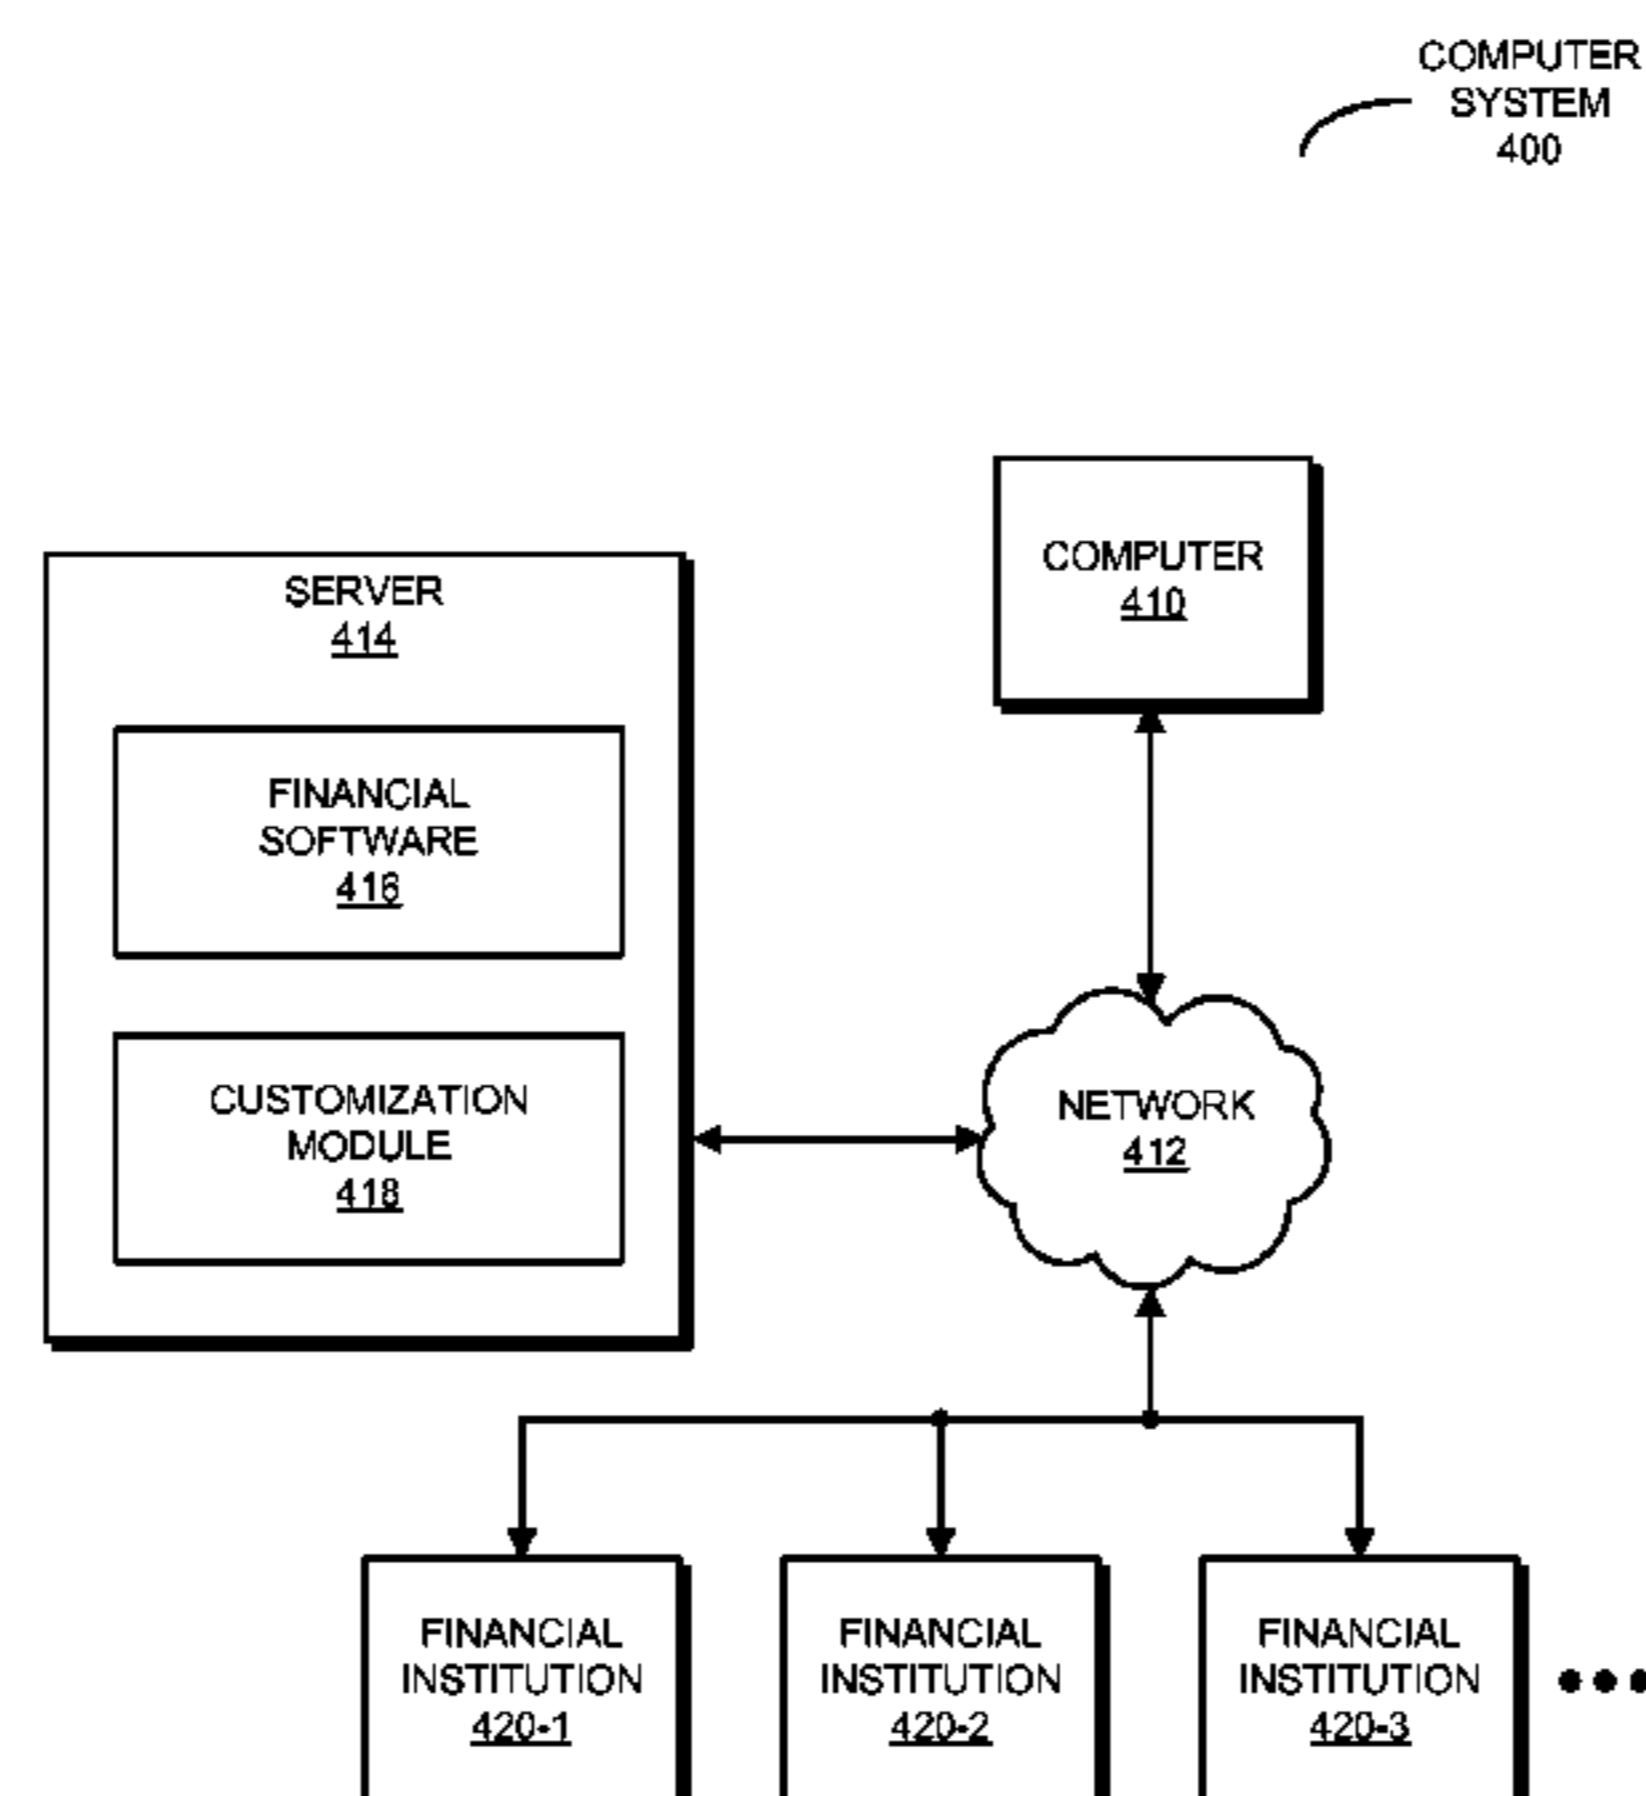 COMPUTER
SYSTEM
400
COMPUTER
410
SERVER
414
FINANCIAL
SOFTWARE
416
CUSTOMIZATION
MODULE
418
NETWORK
412
FINANCIAL
INSTITUTION
420-1
FINANCIAL
INSTITUTION
420-2
FINANCIAL
INSTITUTION
420-3